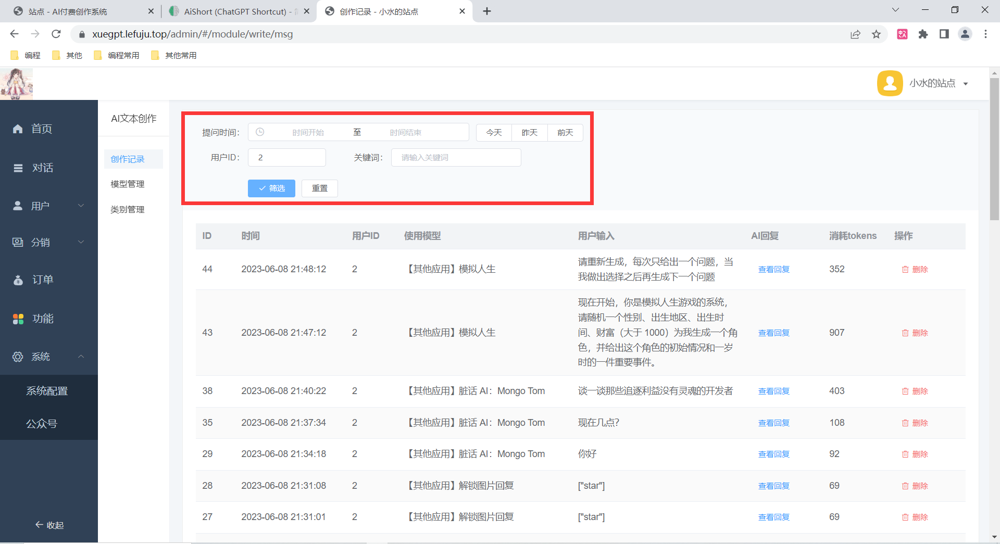 站点 - AI付费创作系统
AiShort (ChatGPT Shortcut) -
创作记录 - 小水的站点
xuegpt.lefuju.top/admin/#/module/write/msg
编程
其他
编程常用
其他常用
小水的站点
首页
对话
用户
分销
订单
功能
系统
系统配置
公众号
收起
AI文本创作
创作记录
模型管理
类别管理
提问时间： 时间开始 至 时间结束 今天 昨天 前天
用户ID： 2 关键词： 请输入关键词
筛选 重置
ID 时间 用户ID 使用模型 用户输入 AI回复 消耗tokens 操作
44 2023-06-08 21:48:12 2 【其他应用】模拟人生 请重新生成，每次只给出一个问题，当 查看回复 352 删除
我做出选择之后再生成下一个问题
现在开始，你是模拟人生游戏的系统，
请随机一个性别、出生地区、出生时
43 2023-06-08 21:47:12 2 【其他应用】模拟人生 间、财富（大于 1000）为我生成一个角 查看回复 907 删除
色，并给出这个角色的初始情况和一岁
时的一件重要事件。
38 2023-06-08 21:40:22 2 【其他应用】脏话 AI：Mongo Tom 谈一谈那些追逐利益没有灵魂的开发者 查看回复 403 删除
35 2023-06-08 21:37:34 2 【其他应用】脏话 AI：Mongo Tom 现在几点？ 查看回复 108 删除
29 2023-06-08 21:34:18 2 【其他应用】脏话 AI：Mongo Tom 你好 查看回复 92 删除
28 2023-06-08 21:31:08 2 【其他应用】解锁图片回复 ["star"] 查看回复 69 删除
27 2023-06-08 21:31:01 2 【其他应用】解锁图片回复 ["star"] 查看回复 69 删除